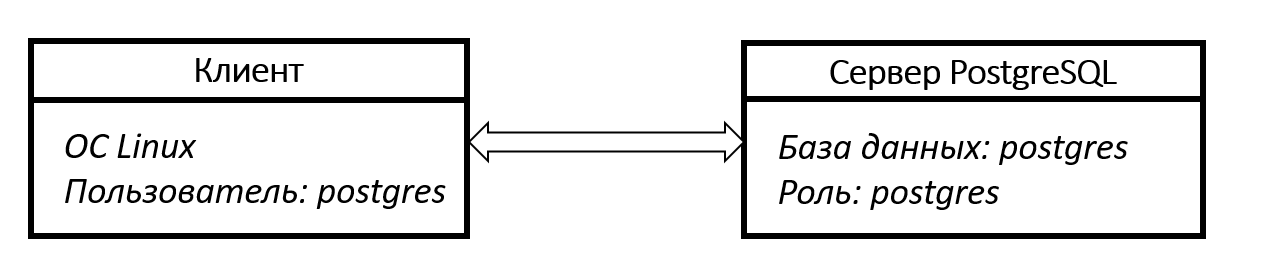 Клиент
ОС Linux
Пользователь: postgres
Сервер PostgreSQL
База данных: postgres
Роль: postgres